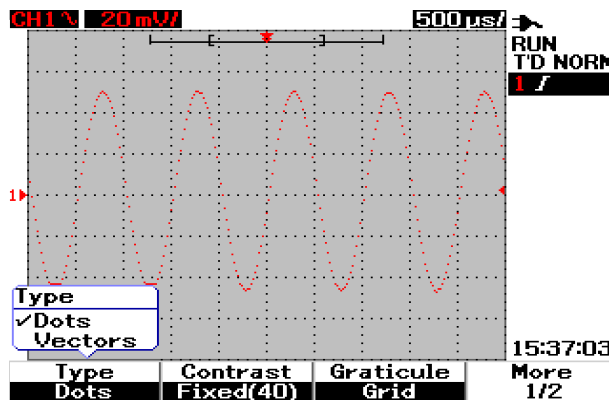 CH1 20mV/ 500µs/
RUN
T'D NORM
1
1
Type
✓Dots
Vectors
15:37:03
Type Contrast Graticule More
Dots Fixed(40) Grid 1/2